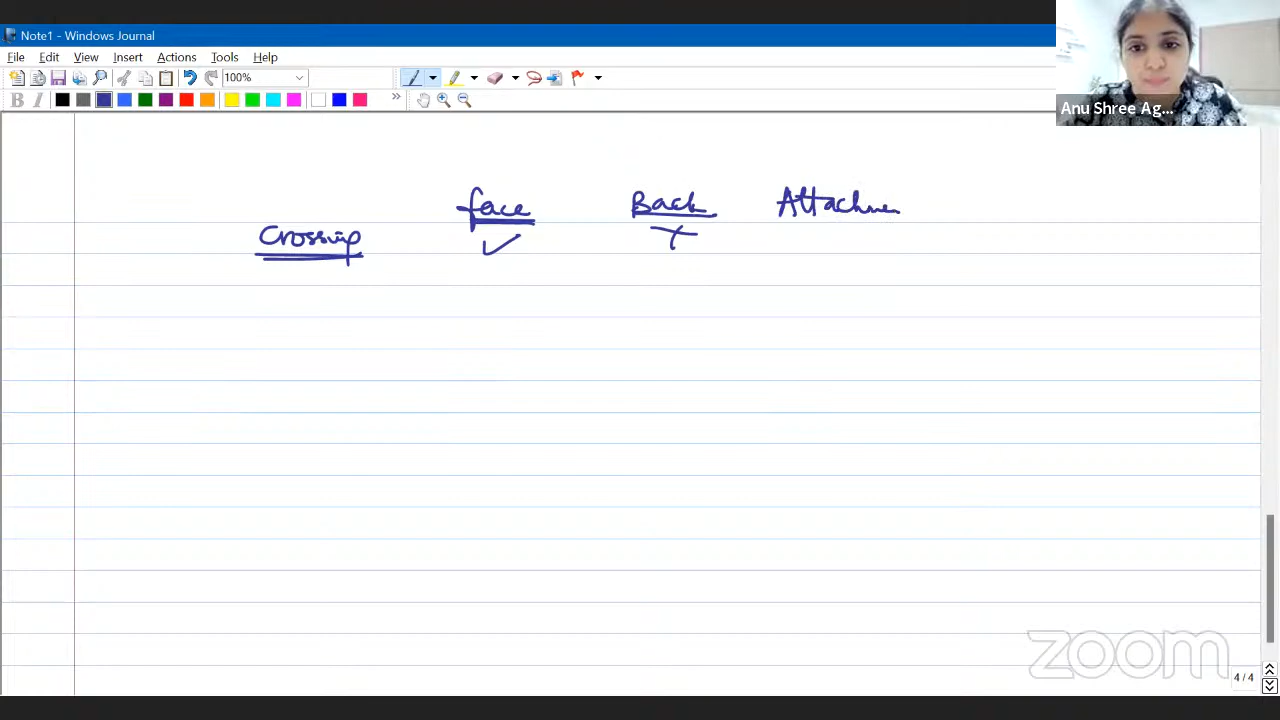 Note1 - Windows Journal
File Edit View Insert Actions Tools Help
100%
B I
Anu Shree Ag...
face Back Attachmen
Crossing
zoom
4 / 4